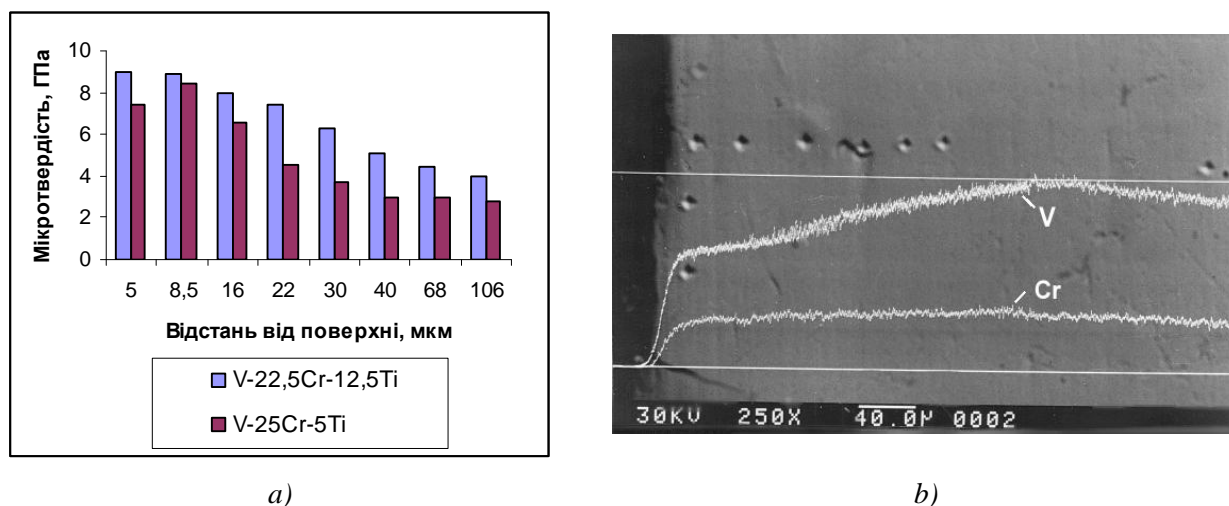 10
8
6
4
2
0
Мікротвердість, ГПа
5 8,5 16 22 30 40 68 106
Відстань від поверхні, мкм
V-22,5Cr-12,5Ti
V-25Cr-5Ti
a)
V
Cr
30KV 250X 40.0µ 0002
b)